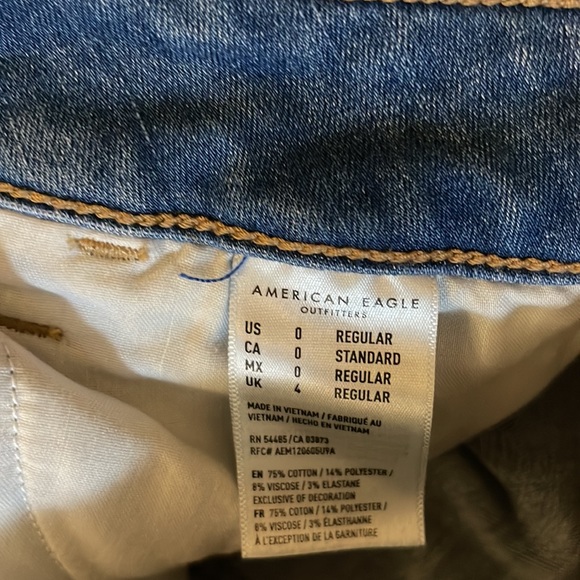 AMERICAN EAGLE
OUTFITTERS
US 0 REGULAR
CA 0 STANDARD
MX 0 REGULAR
UK 4 REGULAR
MADE IN VIETNAM / FABRIQUÉ AU
VIETNAM / HECHO EN VIETNAM
RN 54485/CA 03873
RFC# AEM120605U9A
EN 75% COTTON / 14% POLYESTER /
8% VISCOSE / 3% ELASTANE
EXCLUSIVE OF DECORATION
FR 75% COTON / 14% POLYESTER /
8% VISCOSE / 3% ÉLASTHANNE
À L'EXCEPTION DE LA GARNITURE